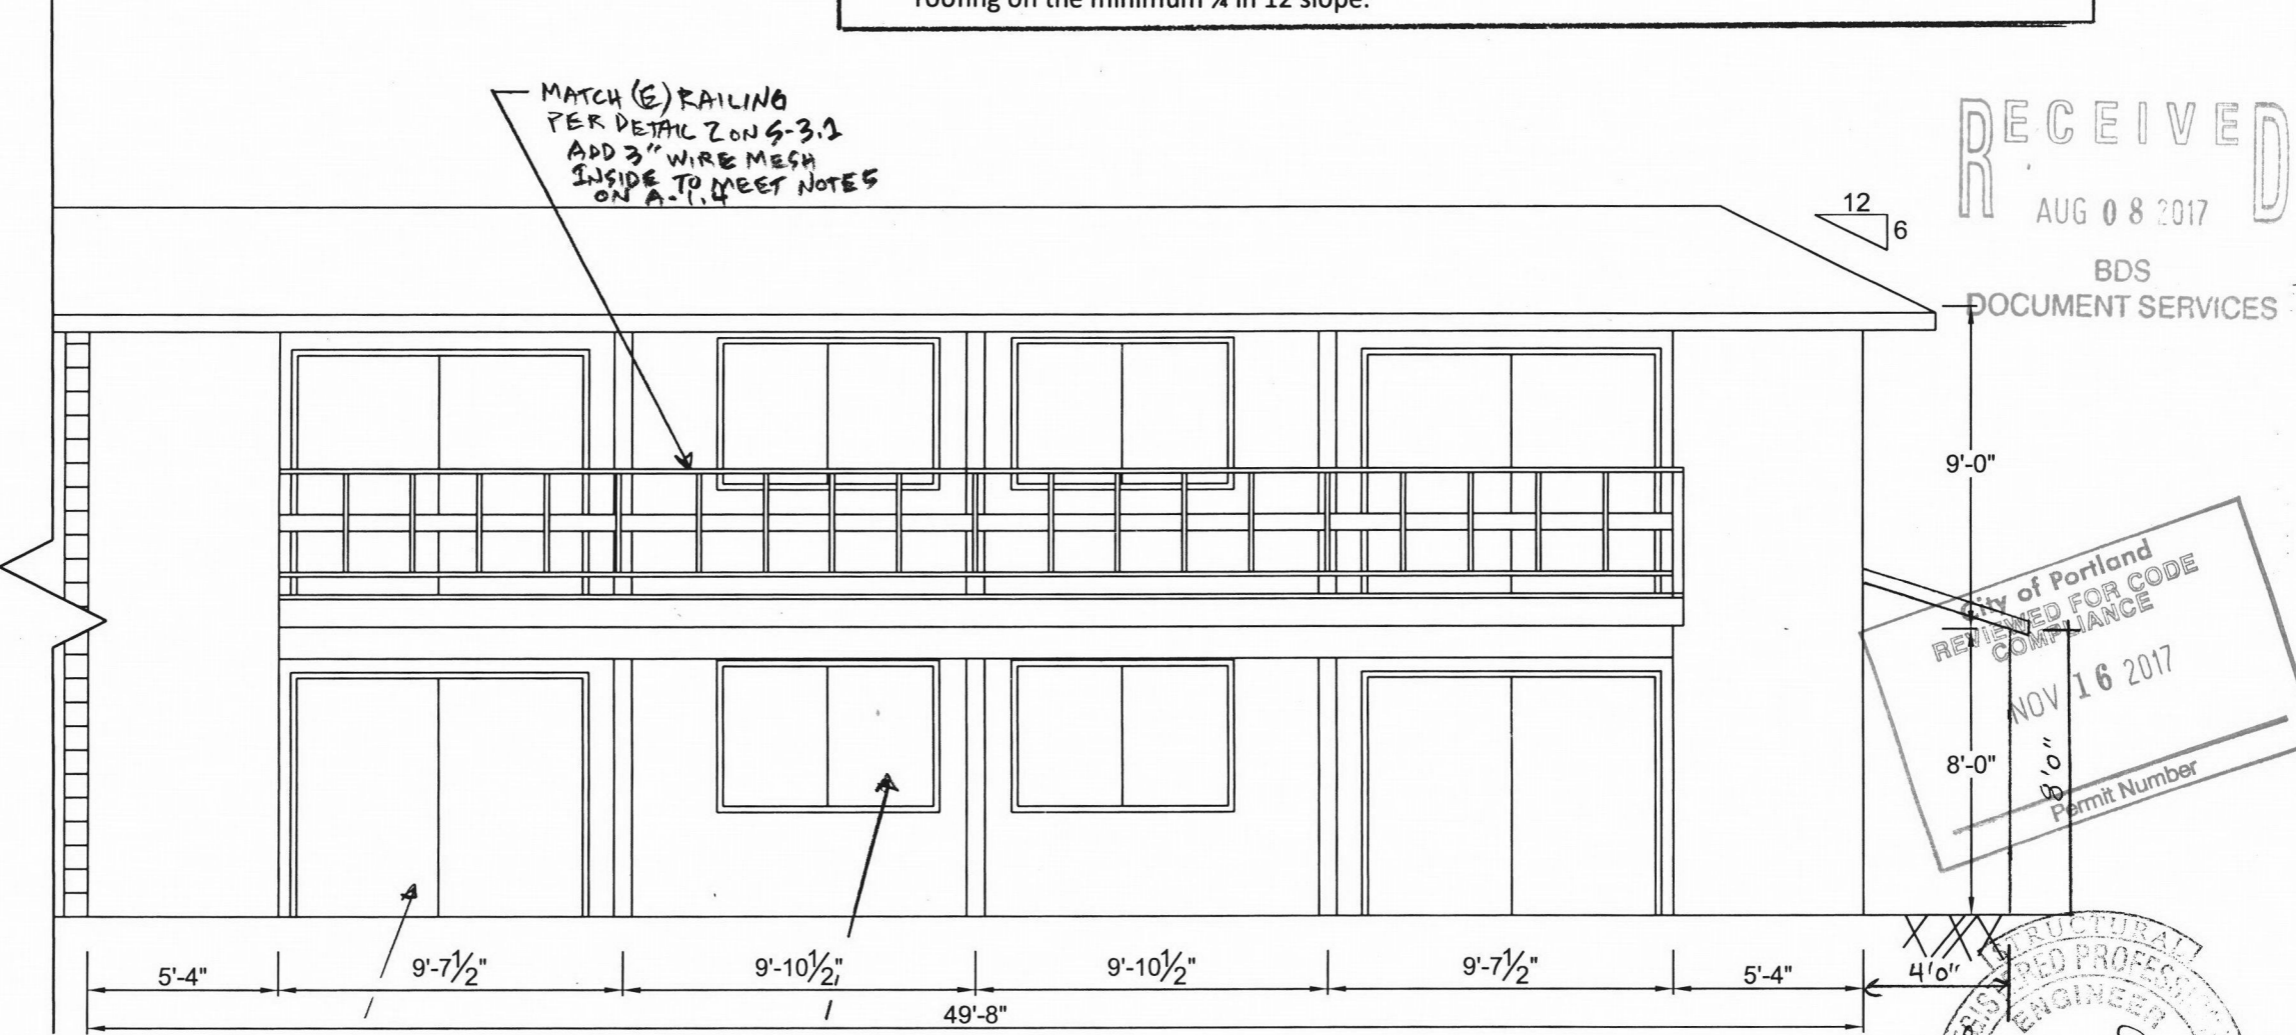 roofing on the minimum ¼ in 12 slope.
MATCH (E) RAILING
PER DETAIL 2 ON S-3.1
ADD 3" WIRE MESH
INSIDE TO MEET NOTES
ON A-1.4
RECEIVED
AUG 08 2017
BDS
DOCUMENT SERVICES
12
6
9'-0"
City of Portland
REVIEWED FOR CODE
COMPLIANCE
NOV 16 2017
Permit Number
8'-0"
8'0"
5'-4"
9'-7½"
9'-10½"
9'-10½"
9'-7½"
5'-4"
4'0"
49'-8"
STRUCTURAL
ENGINEER